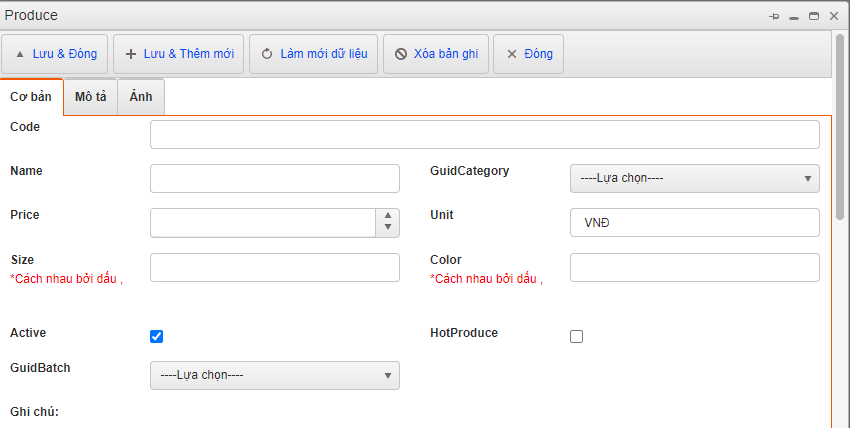 Produce
Lưu & Đóng Lưu & Thêm mới Làm mới dữ liệu Xóa bản ghi Đóng
Cơ bản Mô tả Ảnh
Code
Name GuidCategory ----Lựa chọn----
Price Unit VNĐ
Size Color
*Cách nhau bởi dấu , *Cách nhau bởi dấu ,
Active HotProduce
GuidBatch ----Lựa chọn----
Ghi chú: